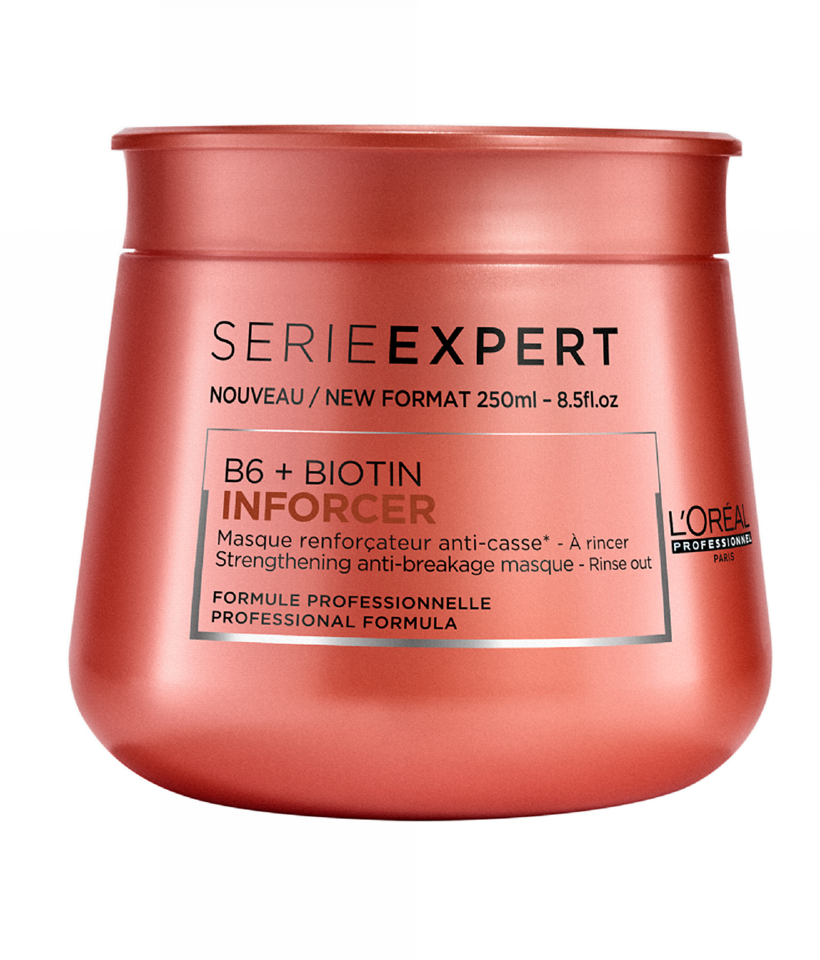 SERIEEXPERT
NOUVEAU / NEW FORMAT 250ml - 8.5fl.oz
B6 + BIOTIN
INFORCER
Masque renforçateur anti-casse* - À rincer
Strengthening anti-breakage masque - Rinse out
FORMULE PROFESSIONNELLE
PROFESSIONAL FORMULA
L'ORÉAL
PROFESSIONNEL
PARIS